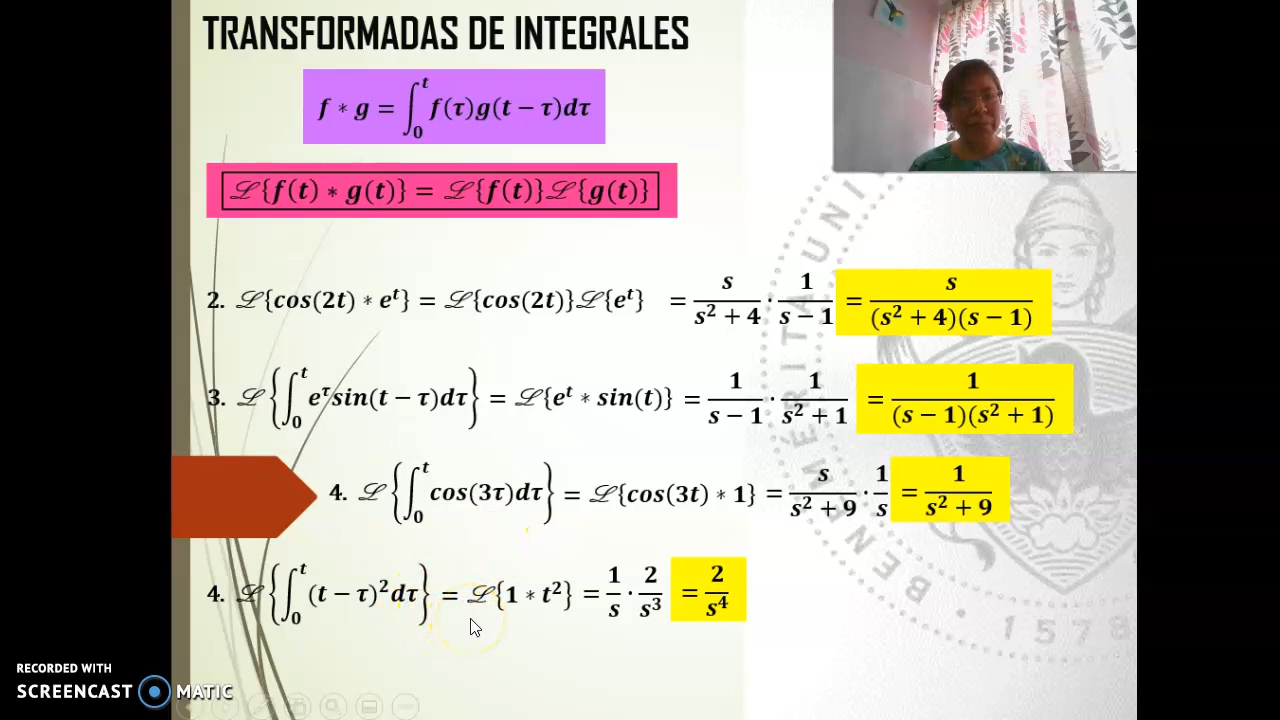 TRANSFORMADAS DE INTEGRALES
f * g = ∫₀ᵗ f(τ)g(t − τ)dτ
ℒ{f(t) * g(t)} = ℒ{f(t)}ℒ{g(t)}
2. ℒ{cos(2t) * eᵗ} = ℒ{cos(2t)}ℒ{eᵗ} = s/(s² + 4) · 1/(s − 1) = s/((s² + 4)(s − 1))
3. ℒ{∫₀ᵗ e^τ sin(t − τ)dτ} = ℒ{eᵗ * sin(t)} = 1/(s − 1) · 1/(s² + 1) = 1/((s − 1)(s² + 1))
4. ℒ{∫₀ᵗ cos(3τ)dτ} = ℒ{cos(3t) * 1} = s/(s² + 9) · 1/s = 1/(s² + 9)
4. ℒ{∫₀ᵗ (t − τ)²dτ} = ℒ{1 * t²} = 1/s · 2/s³ = 2/s⁴
BENEMÉRITA UNI
1578
RECORDED WITH
SCREENCAST MATIC